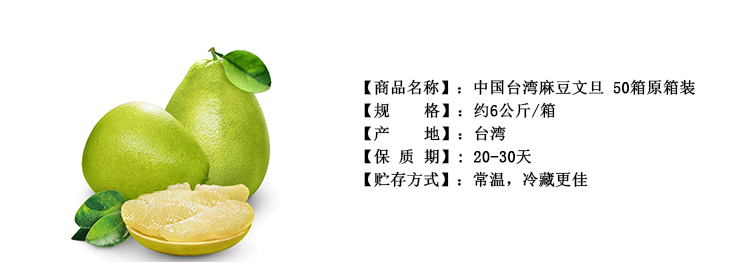 【商品名称】：中国台湾麻豆文旦 50箱原箱装
【规　　格】：约6公斤/箱
【产　　地】：台湾
【保 质 期】：20-30天
【贮存方式】：常温，冷藏更佳